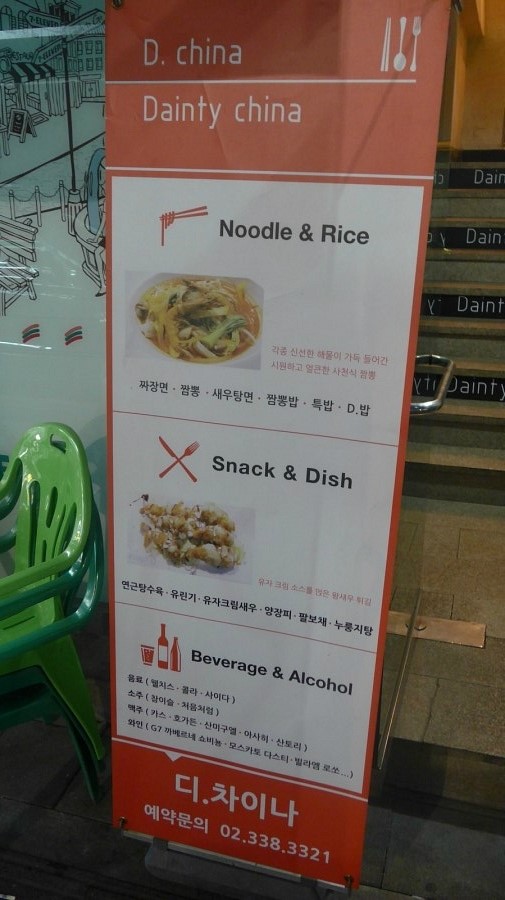 D. china
Dainty china
Noodle & Rice
각종 신선한 해물이 가득 들어간
시원하고 얼큰한 사천식 짬뽕
짜장면 · 짬뽕 · 새우탕면 · 짬뽕밥 · 특밥 · D.밥
Snack & Dish
유자 크림 소스를 얹은 왕새우 튀김
연근탕수육 · 유린기 · 유자크림새우 · 양장피 · 팔보채 · 누룽지탕
Beverage & Alcohol
음료 ( 웰치스 · 콜라 · 사이다 )
소주 ( 참이슬 · 처음처럼 )
맥주 ( 카스 · 호가든 · 산미구엘 · 아사히 · 산토리 )
와인 ( G7 까베르네 쇼비뇽 · 모스카토 다스티 · 빌라엠 로쏘...)
디.차이나
예약문의 02.338.3321
Dain
Dain
Dainty
Dainty